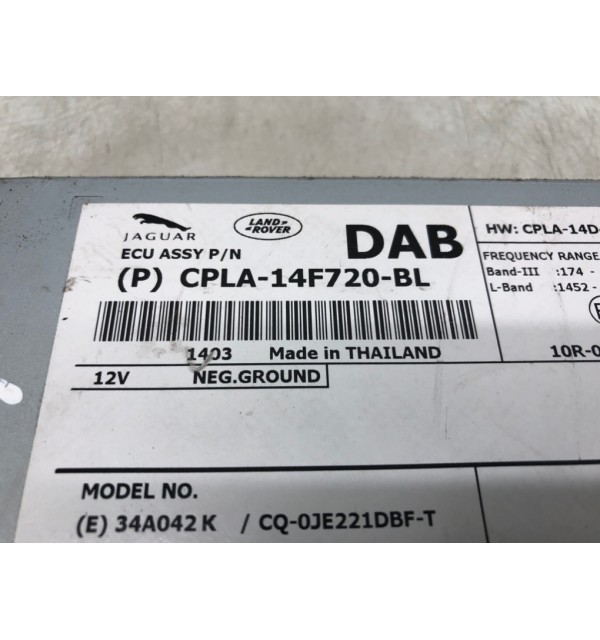 JAGUAR
LAND-
ROVER
DAB
ECU ASSY P/N
(P) CPLA-14F720-BL
1403 Made in THAILAND
12V NEG.GROUND
MODEL NO.
(E) 34A042 K / CQ-0JE221DBF-T
HW: CPLA-14D
FREQUENCY RANGE
Band-III :174 -
L-Band :1452 -
10R-0